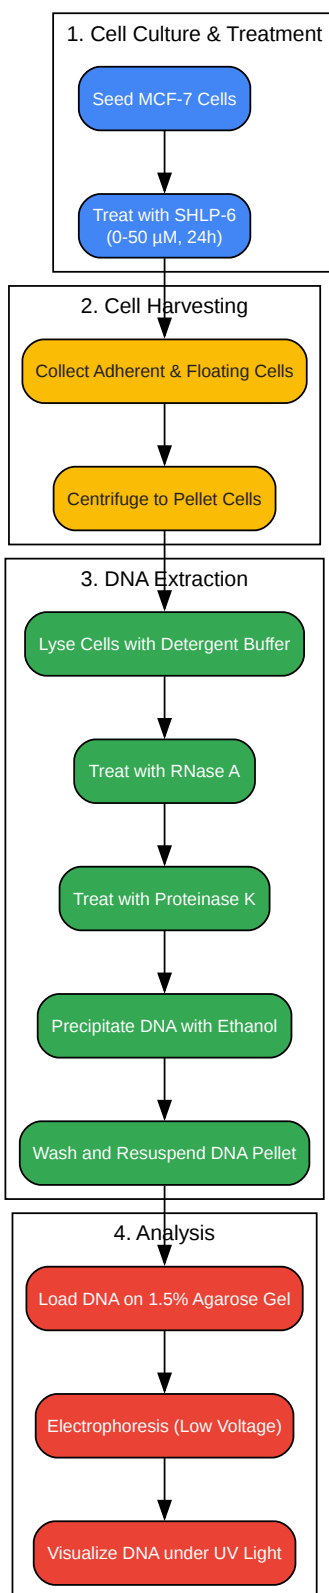 1. Cell Culture & Treatment
Seed MCF-7 Cells
Treat with SHLP-6
(0-50 µM, 24h)
2. Cell Harvesting
Collect Adherent & Floating Cells
Centrifuge to Pellet Cells
3. DNA Extraction
Lyse Cells with Detergent Buffer
Treat with RNase A
Treat with Proteinase K
Precipitate DNA with Ethanol
Wash and Resuspend DNA Pellet
4. Analysis
Load DNA on 1.5% Agarose Gel
Electrophoresis (Low Voltage)
Visualize DNA under UV Light